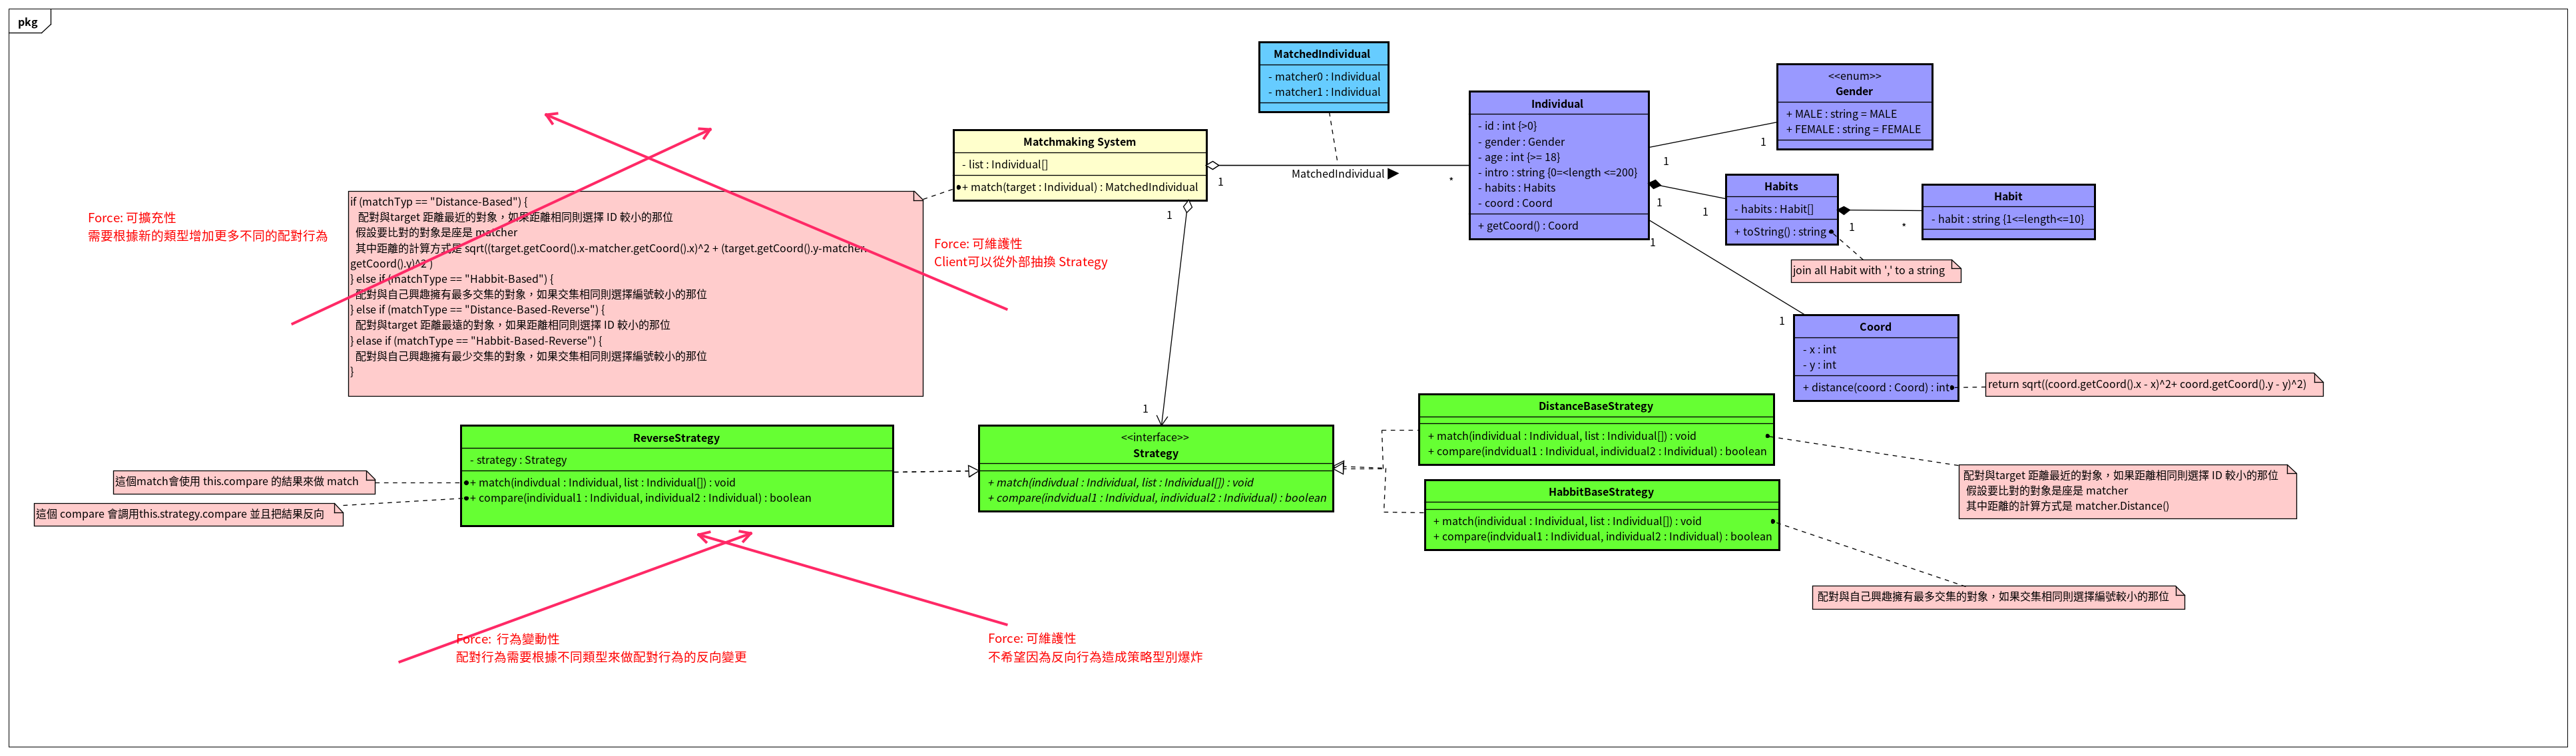 pkg
MatchedIndividual
- matcher0 : Individual
- matcher1 : Individual
<<enum>>
Gender
+ MALE : string = MALE
+ FEMALE : string = FEMALE
Individual
- id : int {>0}
- gender : Gender
- age : int {>= 18}
- intro : string {0=<length <=200}
- habits : Habits
- coord : Coord
+ getCoord() : Coord
Matchmaking System
- list : Individual[]
+ match(target : Individual) : MatchedIndividual
1
MatchedIndividual ▶
*
1
1
1
1
Habits
- habits : Habit[]
+ toString() : string
1
*
Habit
- habit : string {1<=length<=10}
join all Habit with ',' to a string
1
1
Coord
- x : int
- y : int
+ distance(coord : Coord) : int
return sqrt((coord.getCoord().x - x)^2+ coord.getCoord().y - y)^2)
Force: 可擴充性
需要根據新的類型增加更多不同的配對行為
if (matchTyp == "Distance-Based") {
配對與target 距離最近的對象，如果距離相同則選擇 ID 較小的那位
假設要比對的對象是座是 matcher
其中距離的計算方式是 sqrt((target.getCoord().x-matcher.getCoord().x)^2 + (target.getCoord().y-matcher.
getCoord().y)^2 )
} else if (matchType == "Habbit-Based") {
配對與自己興趣擁有最多交集的對象，如果交集相同則選擇編號較小的那位
} else if (matchType == "Distance-Based-Reverse") {
配對與target 距離最遠的對象，如果距離相同則選擇 ID 較小的那位
} elase if (matchType == "Habbit-Based-Reverse") {
配對與自己興趣擁有最少交集的對象，如果交集相同則選擇編號較小的那位
}
Force: 可維護性
Client可以從外部抽換 Strategy
1
1
ReverseStrategy
- strategy : Strategy
+ match(indivdual : Individual, list : Individual[]) : void
+ compare(indvidual1 : Individual, individual2 : Individual) : boolean
這個match會使用 this.compare 的結果來做 match
這個 compare 會調用this.strategy.compare 並且把結果反向
<<interface>>
Strategy
+ match(indivdual : Individual, list : Individual[]) : void
+ compare(indvidual1 : Individual, individual2 : Individual) : boolean
DistanceBaseStrategy
+ match(individual : Individual, list : Individual[]) : void
+ compare(indvidual1 : Individual, individual2 : Individual) : boolean
HabbitBaseStrategy
+ match(individual : Individual, list : Individual[]) : void
+ compare(indvidual1 : Individual, individual2 : Individual) : boolean
配對與target 距離最近的對象，如果距離相同則選擇 ID 較小的那位
假設要比對的對象是座是 matcher
其中距離的計算方式是 matcher.Distance()
配對與自己興趣擁有最多交集的對象，如果交集相同則選擇編號較小的那位
Force: 行為變動性
配對行為需要根據不同類型來做配對行為的反向變更
Force: 可維護性
不希望因為反向行為造成策略型別爆炸